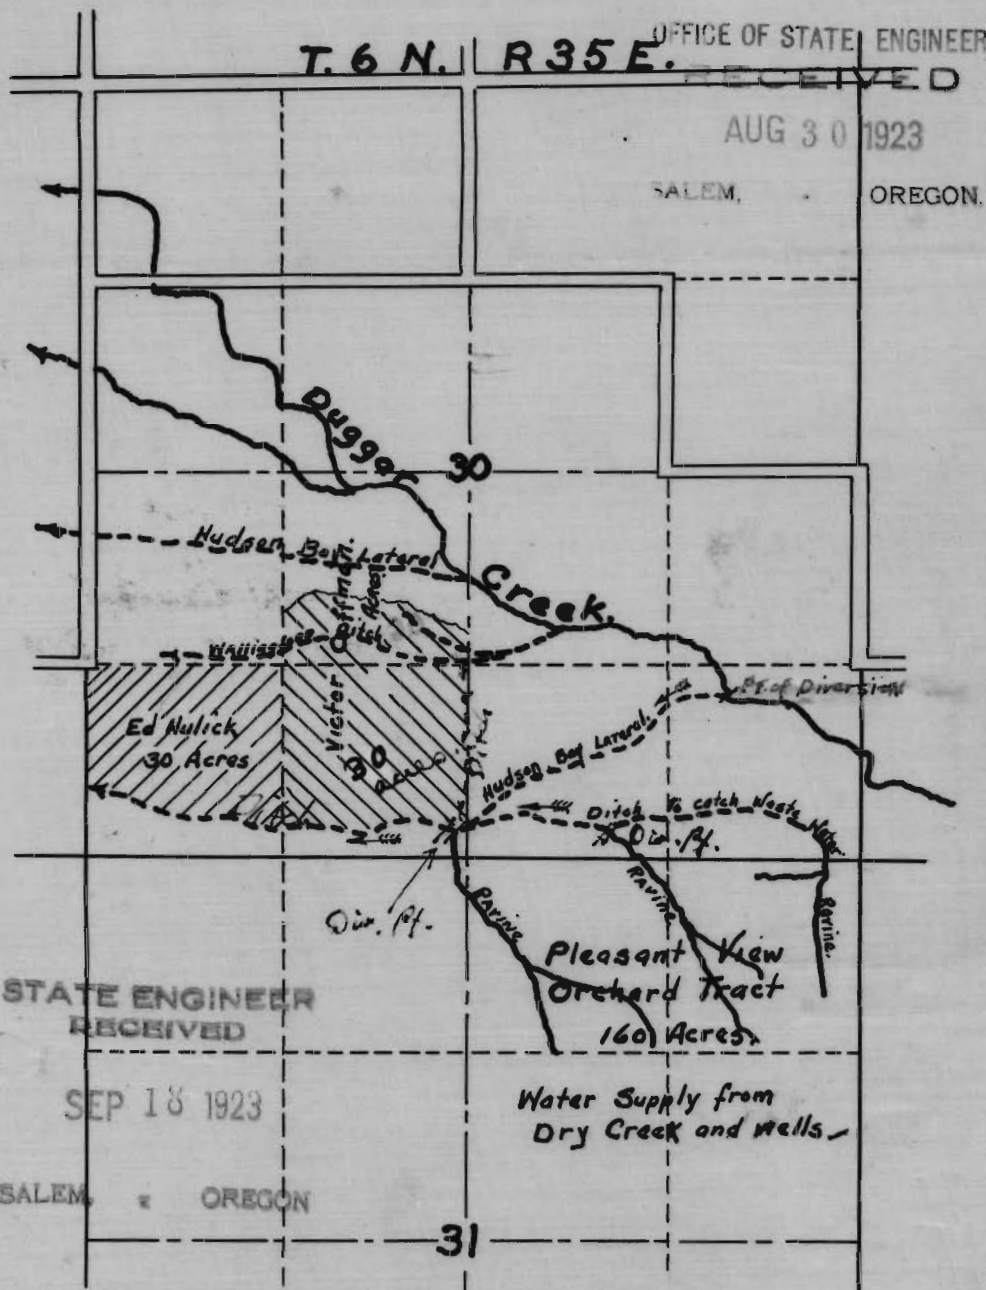 T. 6 N. R 35 E.
OFFICE OF STATE ENGINEER
RECEIVED
AUG 30 1923
SALEM, OREGON.
Duggar
Creek.
30
Hudson Bay Lateral
Ditch
Acres
Victor
30
acres
Ed Hylick
30 Acres
Ditch
Pt. of Diversion
Hudson Bay Lateral.
Ditch To catch Waste Water.
Div. Pt.
Div. Pt.
Ravine
Ravine
Ravine.
Pleasant View
Orchard Tract
160 Acres.
STATE ENGINEER
RECEIVED
SEP 18 1923
SALEM, OREGON
Water Supply from
Dry Creek and Wells
31